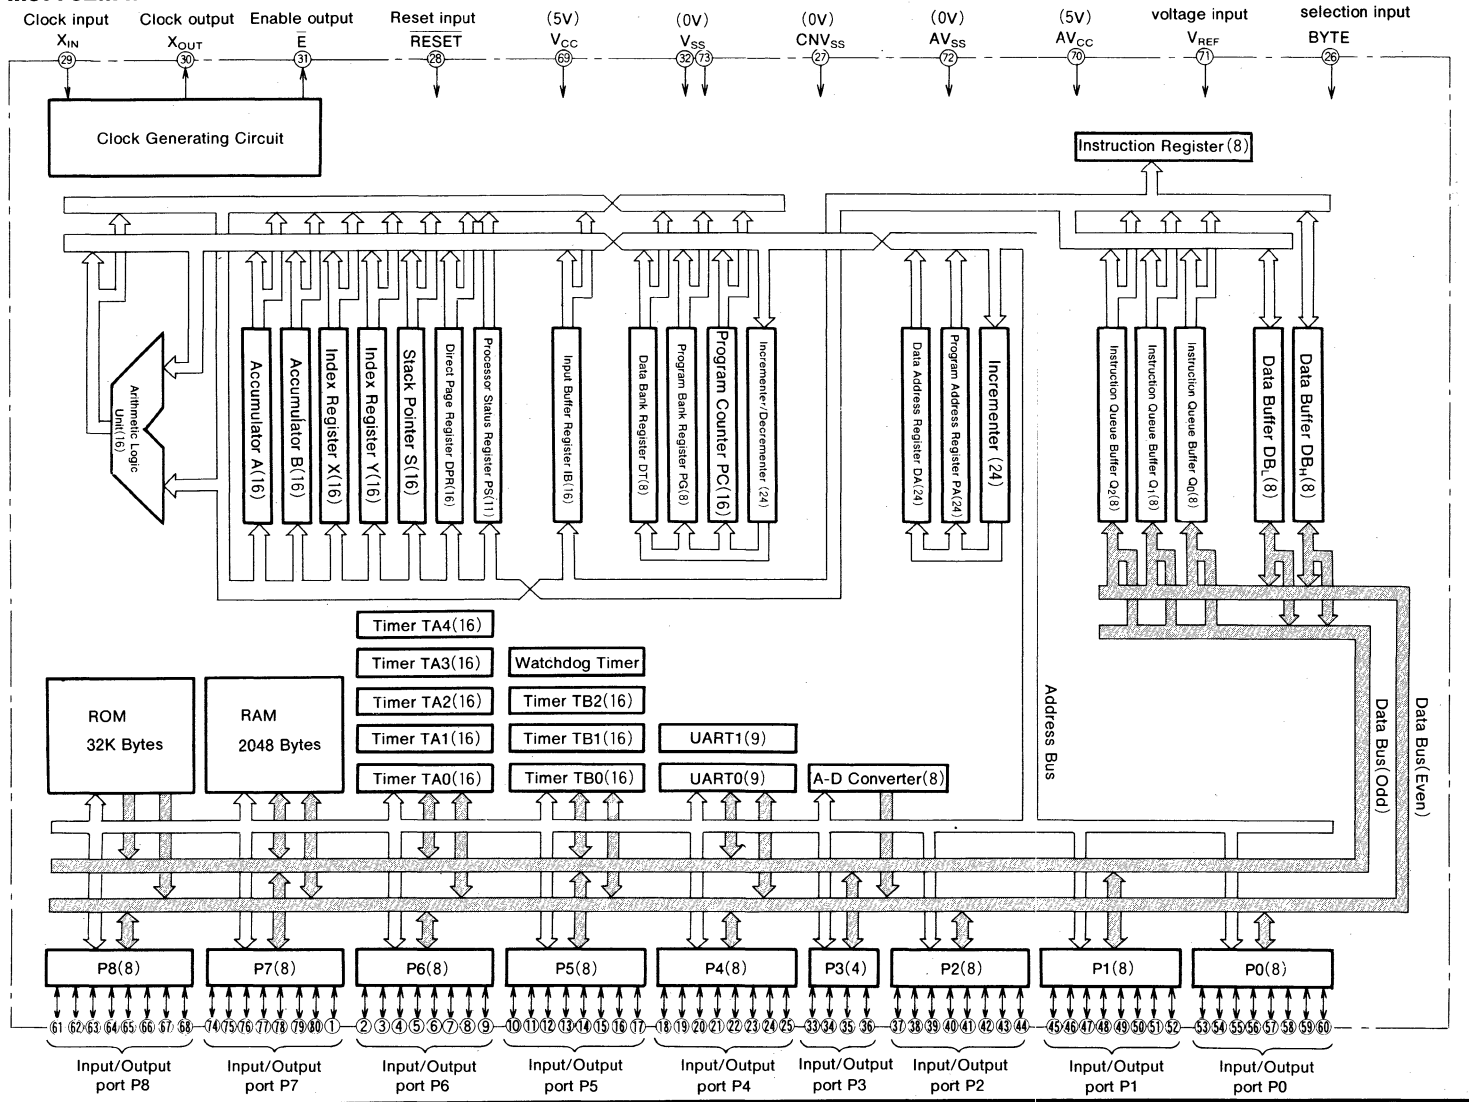 Clock input
Clock output
Enable output
Reset input
(5V)
(0V)
(0V)
(0V)
(5V)
voltage input
selection input
XIN
XOUT
E
RESET
VCC
VSS
CNVSS
AVSS
AVCC
VREF
BYTE
29
30
31
28
69
32
73
27
72
70
71
26
Clock Generating Circuit
Instruction Register(8)
Arithmetic Logic
Unit(16)
Accumulator A(16)
Accumulator B(16)
Index Register X(16)
Index Register Y(16)
Stack Pointer S(16)
Direct Page Register DPR(16)
Processor Status Register PS(11)
Input Buffer Register IB(16)
Data Bank Register DT(8)
Program Bank Register PG(8)
Program Counter PC(16)
Incrementer/Decrementer (24)
Data Address Register DA(24)
Program Address Register PA(24)
Incrementer (24)
Instruction Queue Buffer Q2(8)
Instruction Queue Buffer Q1(8)
Instruction Queue Buffer Q0(8)
Data Buffer DBL(8)
Data Buffer DBH(8)
Timer TA4(16)
Timer TA3(16)
Watchdog Timer
ROM
32K Bytes
RAM
2048 Bytes
Timer TA2(16)
Timer TB2(16)
Timer TA1(16)
Timer TB1(16)
UART1(9)
Timer TA0(16)
Timer TB0(16)
UART0(9)
A-D Converter(8)
Address Bus
Data Bus(Odd)
Data Bus(Even)
P8(8)
P7(8)
P6(8)
P5(8)
P4(8)
P3(4)
P2(8)
P1(8)
P0(8)
61 62 63 64 65 66 67 68
74 75 76 77 78 79 80 1
2 3 4 5 6 7 8 9
10 11 12 13 14 15 16 17
18 19 20 21 22 23 24 25
33 34 35 36
37 38 39 40 41 42 43 44
45 46 47 48 49 50 51 52
53 54 55 56 57 58 59 60
Input/Output
port P8
Input/Output
port P7
Input/Output
port P6
Input/Output
port P5
Input/Output
port P4
Input/Output
port P3
Input/Output
port P2
Input/Output
port P1
Input/Output
port P0